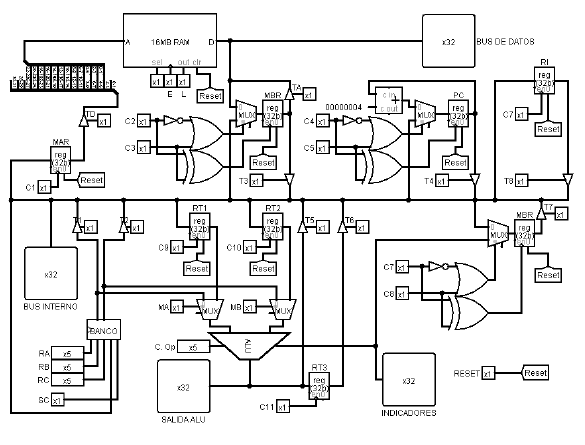 A 16MB RAM D
sel out clr
x1 x1 x1
E L
Reset
x32
BUS DE DATOS
TA
x1
MBR
reg
(32b)
MUX
C2 x1
C3 x1
Reset
T3 x1
c in
+
c out
00000004
PC
reg
(32b)
MUX
C4 x1
C5 x1
Reset
T4 x1
RI
reg
(32b)
C7
x1
Reset
T8 x1
TD
x1
MAR
reg
(32b)
C1 x1
Reset
T1
x1
T2
x1
RT1
reg
(32b)
C9
x1
Reset
RT2
reg
(32b)
C10
x1
Reset
T5
x1
T6
x1
MBR
T7
x1
reg
(32b)
MUX
Reset
C7 x1
C8 x1
x32
BUS INTERNO
MA x1
MUX
MB x1
MUX
BANCO
RA x5
RB x5
RC x5
SC x1
C. Op x5
ALU
x32
SALIDA ALU
RT3
reg
(32b)
C11 x1
x32
INDICADORES
RESET x1 Reset